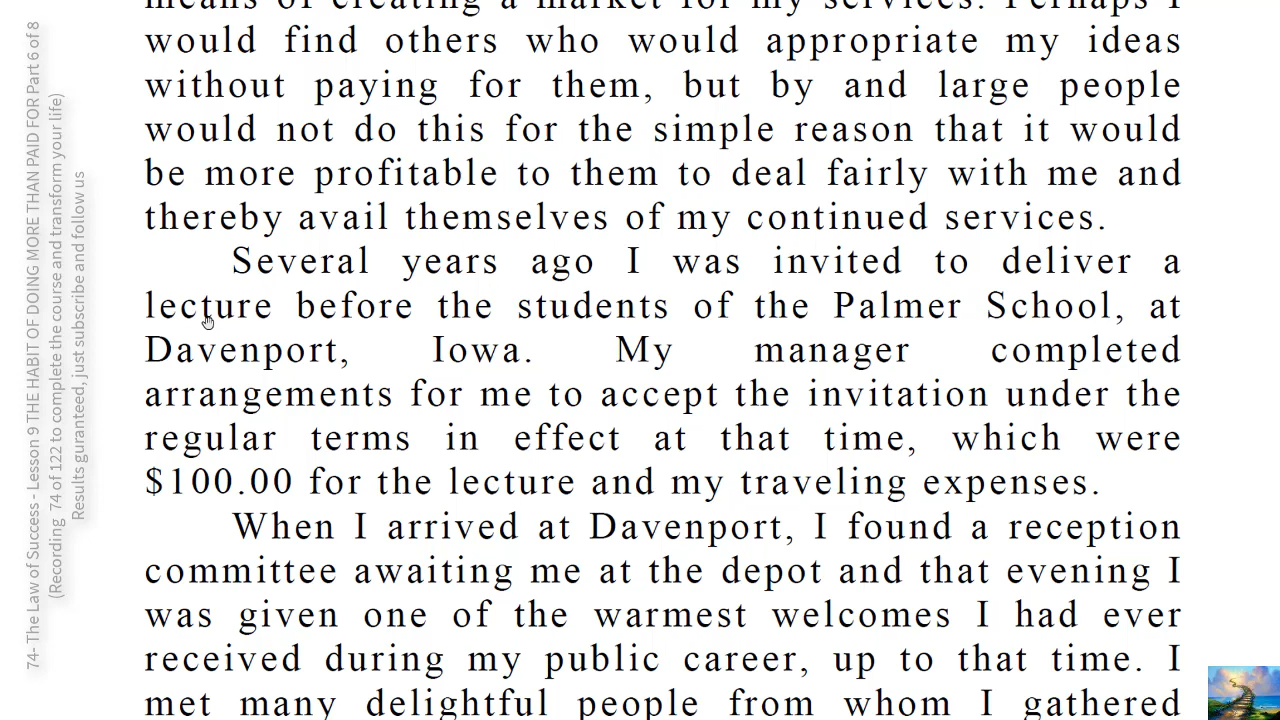 means of creating a market for my services. Perhaps I
would find others who would appropriate my ideas
without paying for them, but by and large people
would not do this for the simple reason that it would
be more profitable to them to deal fairly with me and
thereby avail themselves of my continued services.
Several years ago I was invited to deliver a
lecture before the students of the Palmer School, at
Davenport, Iowa. My manager completed
arrangements for me to accept the invitation under the
regular terms in effect at that time, which were
$100.00 for the lecture and my traveling expenses.
When I arrived at Davenport, I found a reception
committee awaiting me at the depot and that evening I
was given one of the warmest welcomes I had ever
received during my public career, up to that time. I
met many delightful people from whom I gathered
74- The Law of Success - Lesson 9 THE HABIT OF DOING MORE THAN PAID FOR Part 6 of 8
(Recording 74 of 122 to complete the course and transform your life)
Results guranteed, just subscribe and follow us